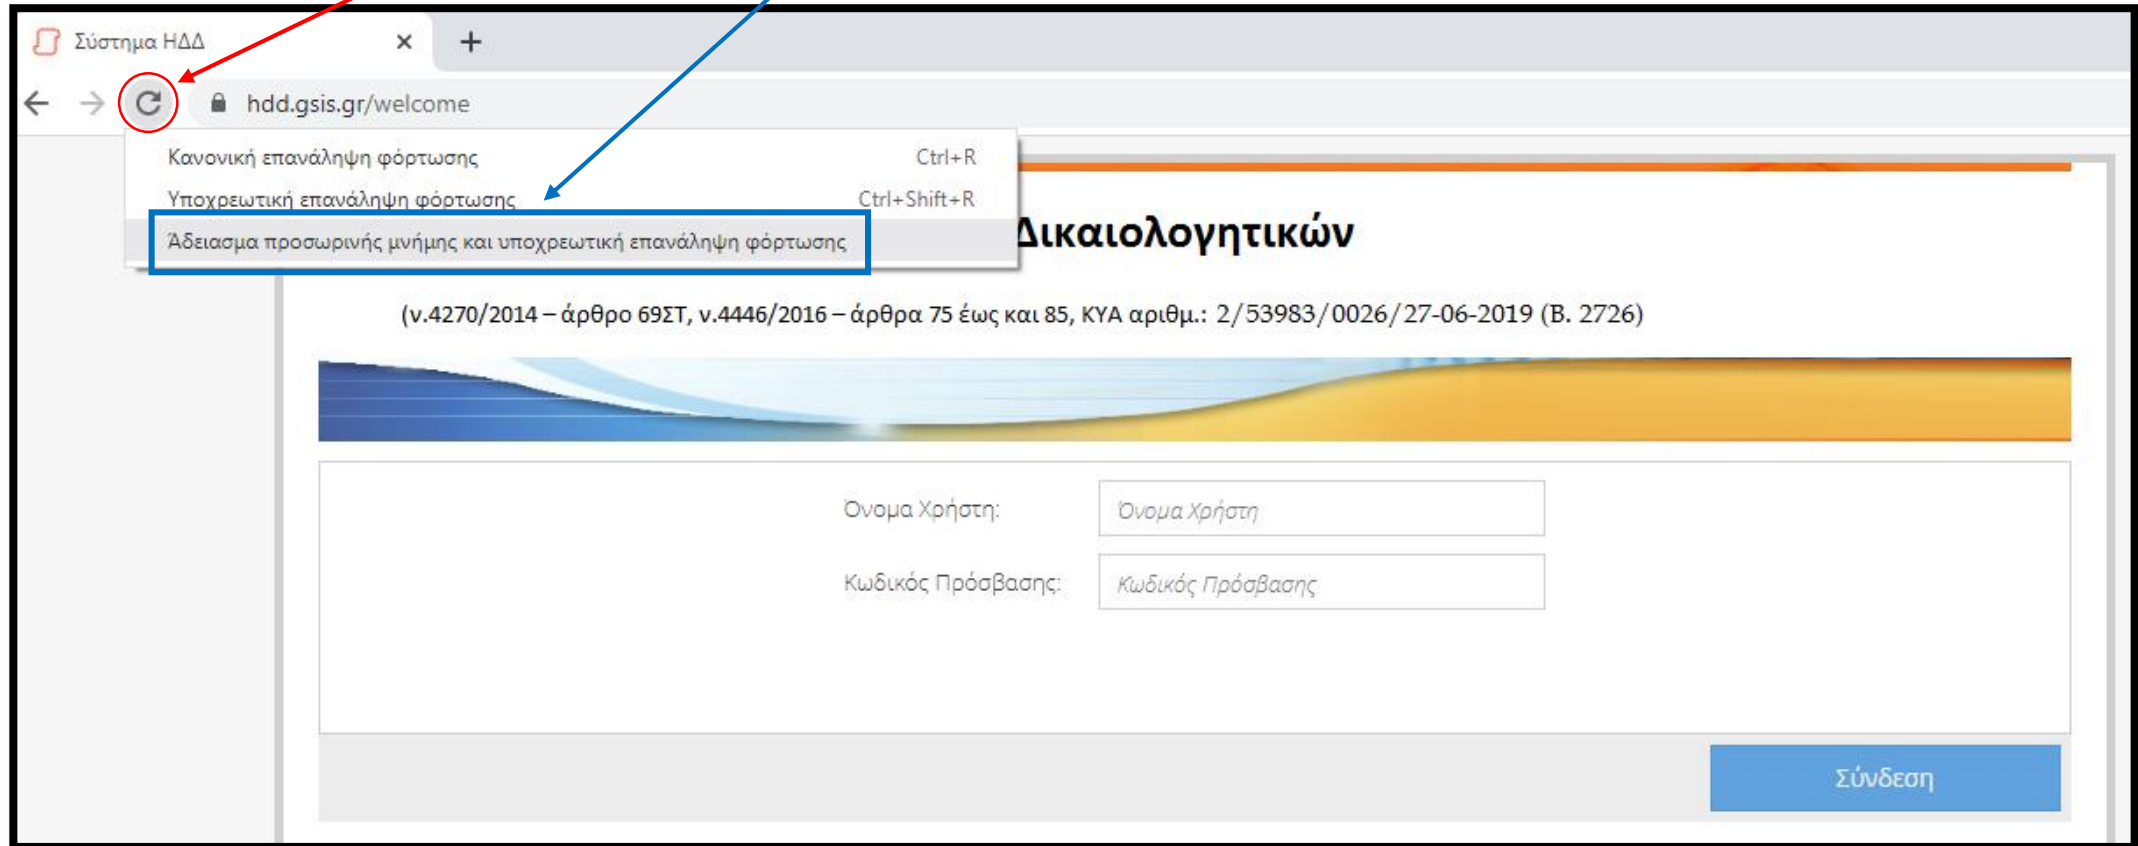 Σύστημα ΗΔΔ
hdd.gsis.gr/welcome
Κανονική επανάληψη φόρτωσης Ctrl+R
Υποχρεωτική επανάληψη φόρτωσης Ctrl+Shift+R
Άδειασμα προσωρινής μνήμης και υποχρεωτική επανάληψη φόρτωσης
Δικαιολογητικών
(ν.4270/2014 – άρθρο 69ΣΤ, ν.4446/2016 – άρθρα 75 έως και 85, ΚΥΑ αριθμ.: 2/53983/0026/27-06-2019 (Β. 2726)
Όνομα Χρήστη: Όνομα Χρήστη
Κωδικός Πρόσβασης: Κωδικός Πρόσβασης
Σύνδεση